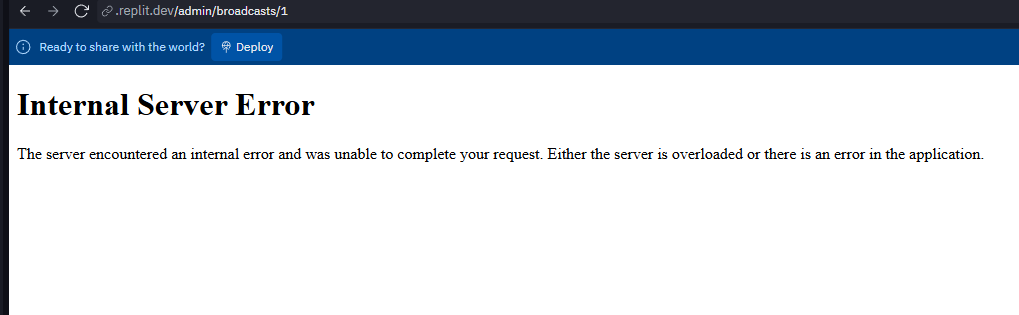 .replit.dev/admin/broadcasts/1
Ready to share with the world? Deploy
Internal Server Error
The server encountered an internal error and was unable to complete your request. Either the server is overloaded or there is an error in the application.